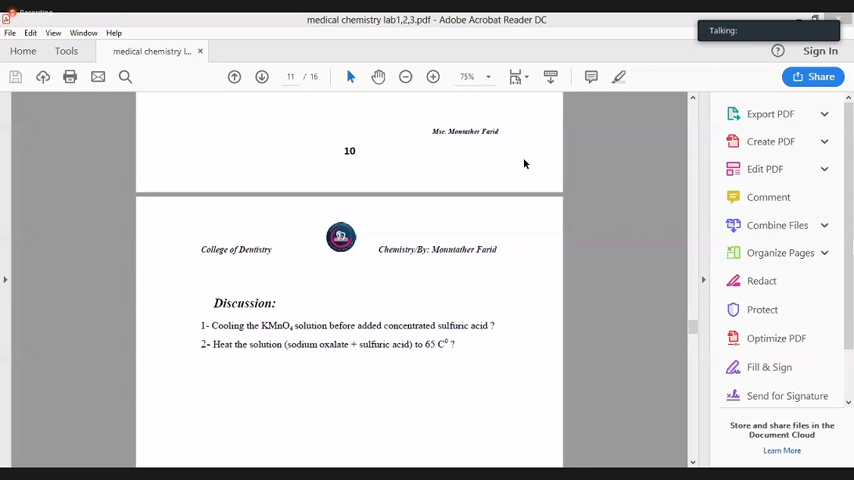 Recording
medical chemistry lab1,2,3.pdf - Adobe Acrobat Reader DC
Talking:
File Edit View Window Help
Home Tools medical chemistry l... ×
Sign In
11 / 16
75%
Share
Msc. Montather Farid
10
College of Dentistry
Chemistry/By: Mountather Farid
Discussion:
1- Cooling the KMnO₄ solution before added concentrated sulfuric acid ?
2- Heat the solution (sodium oxalate + sulfuric acid) to 65 C⁰ ?
Export PDF
Create PDF
Edit PDF
Comment
Combine Files
Organize Pages
Redact
Protect
Optimize PDF
Fill & Sign
Send for Signature
Store and share files in the
Document Cloud
Learn More